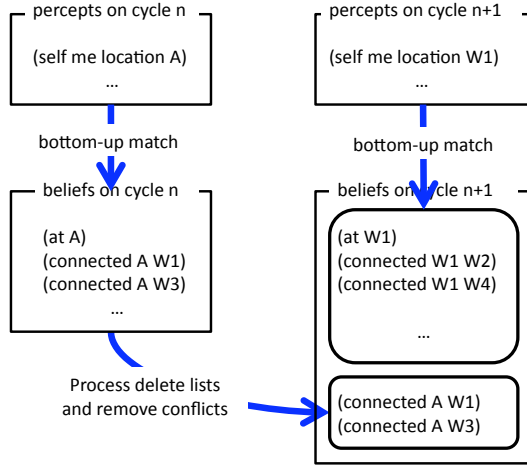 percepts on cycle n
(self me location A)
…
bottom-up match
beliefs on cycle n
(at A)
(connected A W1)
(connected A W3)
…
Process delete lists
and remove conflicts
percepts on cycle n+1
(self me location W1)
…
bottom-up match
beliefs on cycle n+1
(at W1)
(connected W1 W2)
(connected W1 W4)
…
(connected A W1)
(connected A W3)